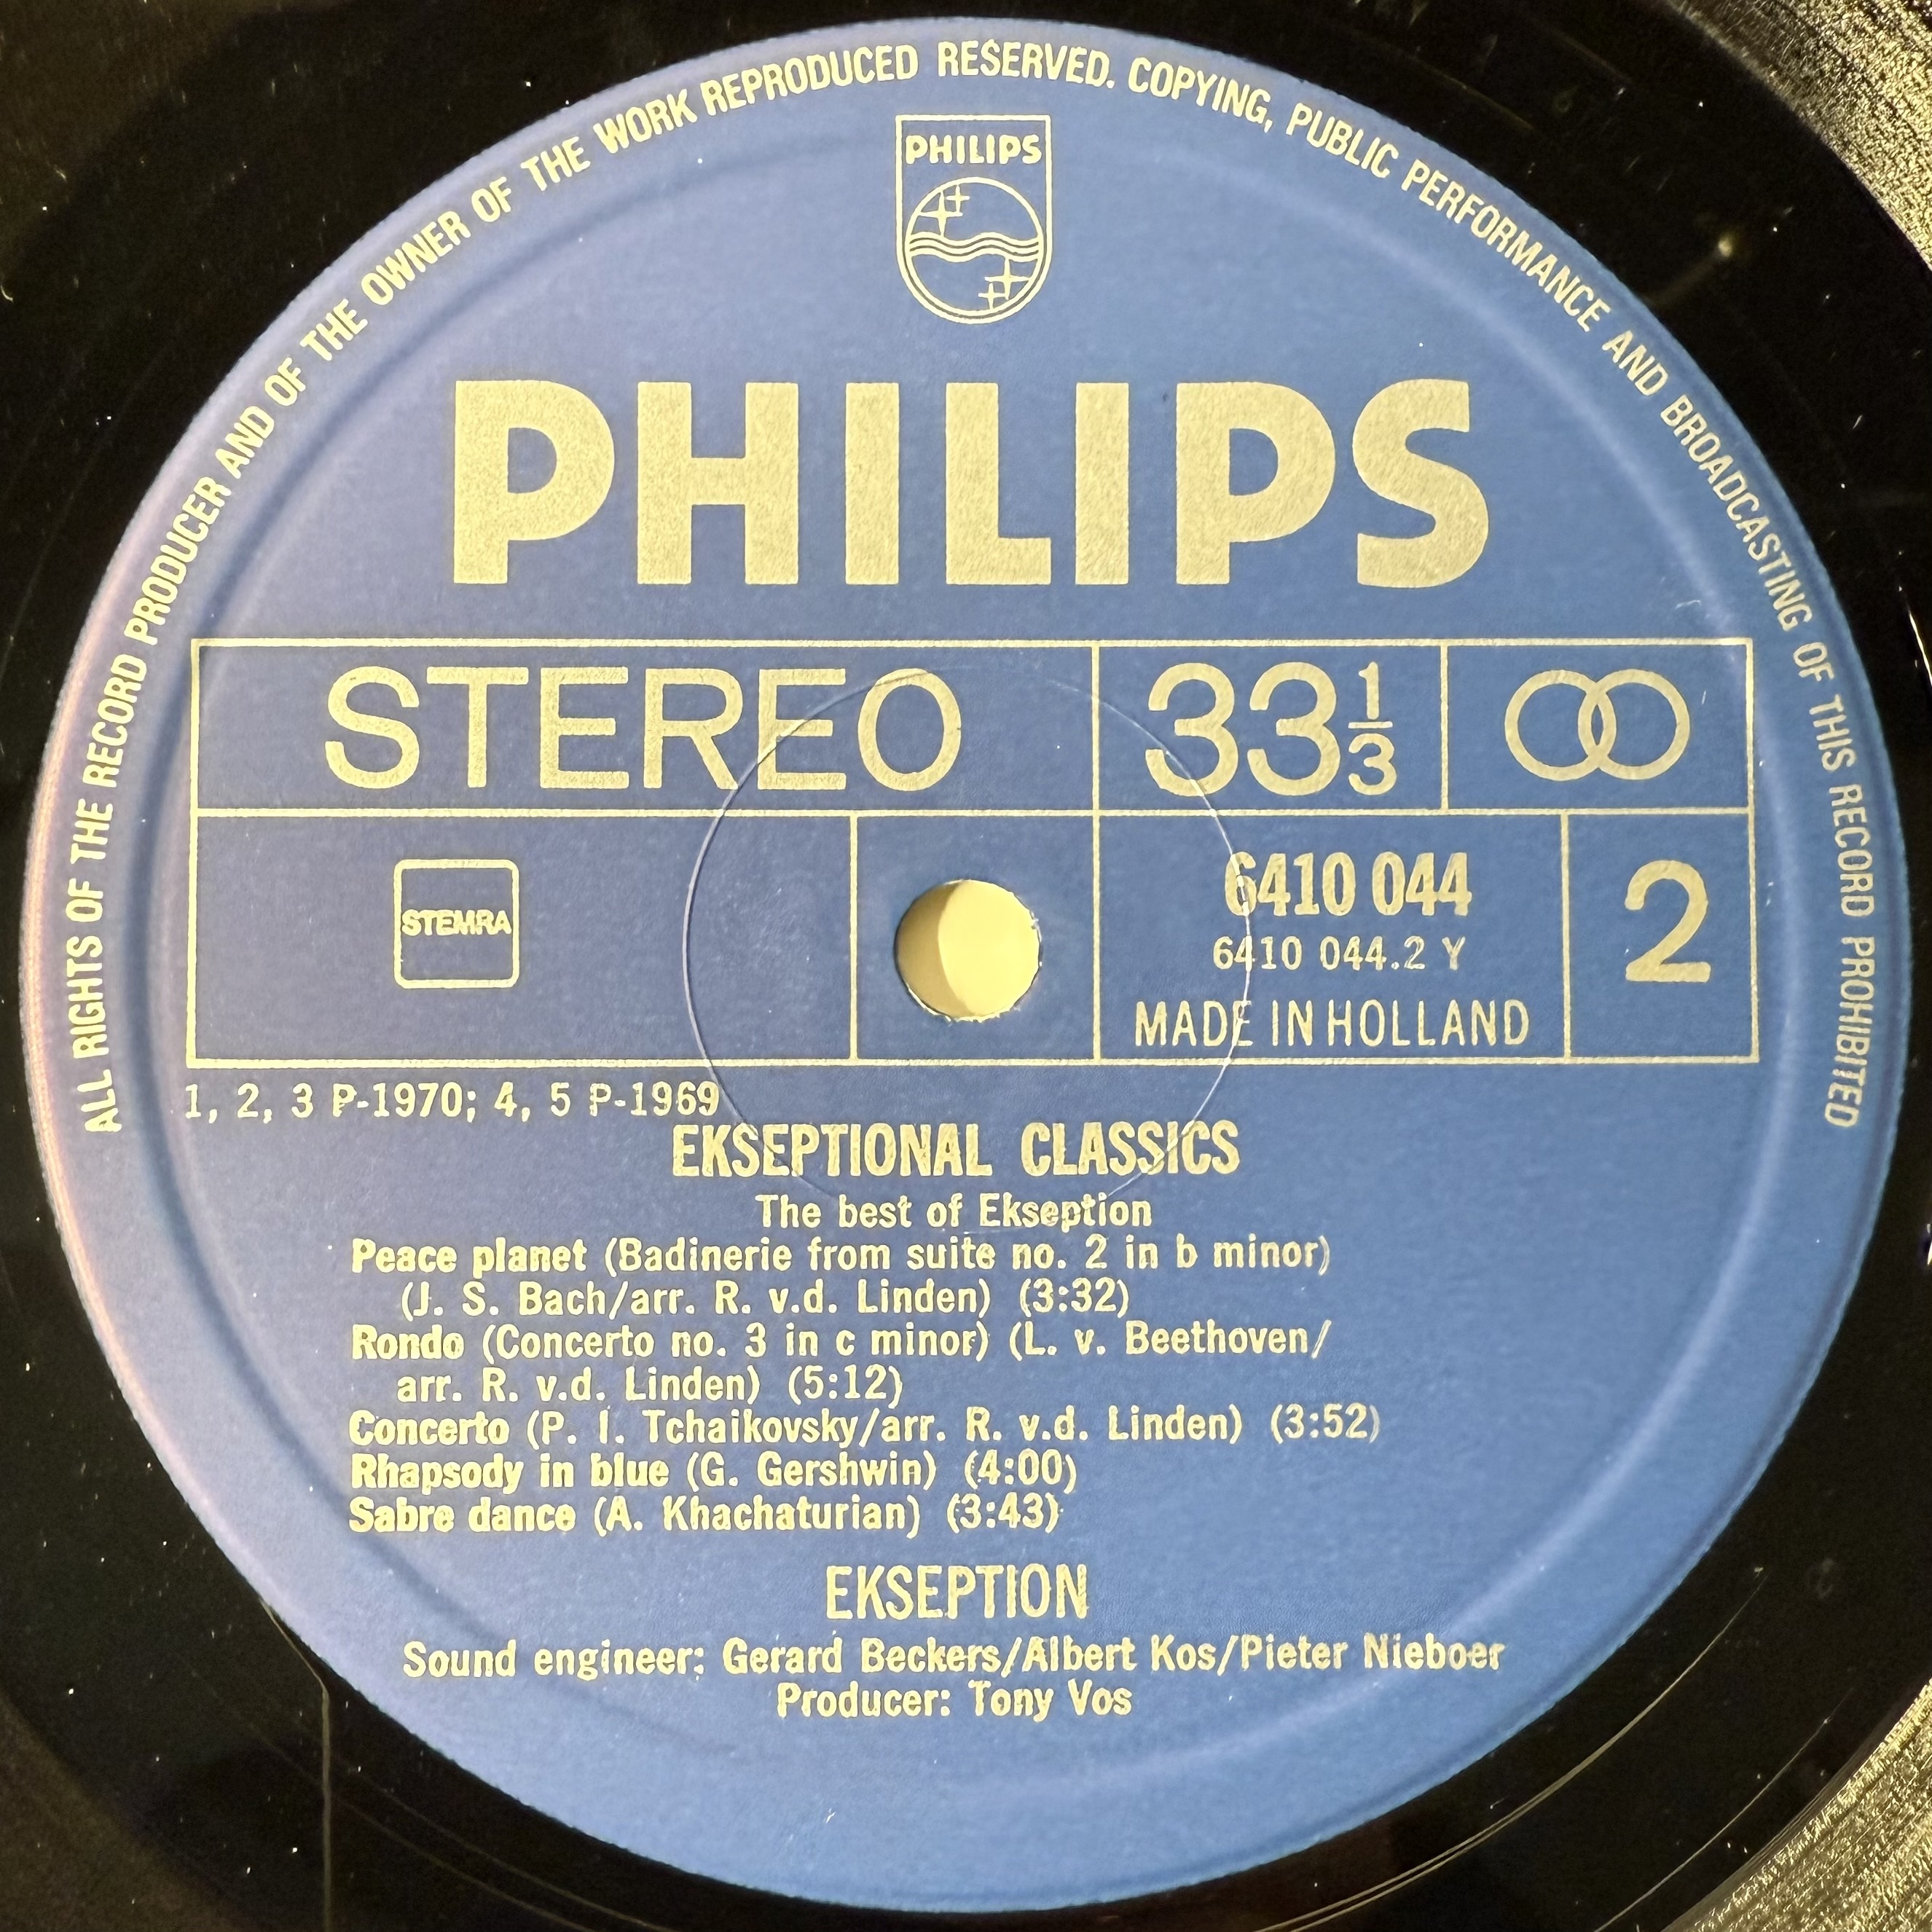 ALL RIGHTS OF THE RECORD PRODUCER AND OF THE OWNER OF THE WORK REPRODUCED RESERVED. COPYING, PUBLIC PERFORMANCE AND BROADCASTING OF THIS RECORD PROHIBITED
PHILIPS
PHILIPS
STEREO
33 1/3
STEMRA
6410 044
6410 044.2 Y
MADE IN HOLLAND
2
1, 2, 3 P-1970; 4, 5 P-1969
EKSEPTIONAL CLASSICS
The best of Ekseption
Peace planet (Badinerie from suite no. 2 in b minor)
(J. S. Bach/arr. R. v.d. Linden) (3:32)
Rondo (Concerto no. 3 in c minor) (L. v. Beethoven/
arr. R. v.d. Linden) (5:12)
Concerto (P. I. Tchaikovsky/arr. R. v.d. Linden) (3:52)
Rhapsody in blue (G. Gershwin) (4:00)
Sabre dance (A. Khachaturian) (3:43)
EKSEPTION
Sound engineer: Gerard Beckers/Albert Kos/Pieter Nieboer
Producer: Tony Vos